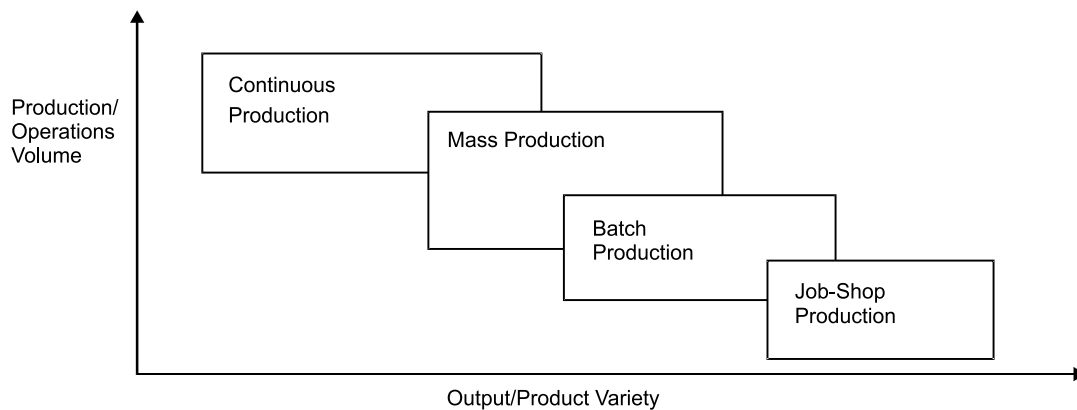 Production/
Operations
Volume
Continuous
Production
Mass Production
Batch
Production
Job-Shop
Production
Output/Product Variety